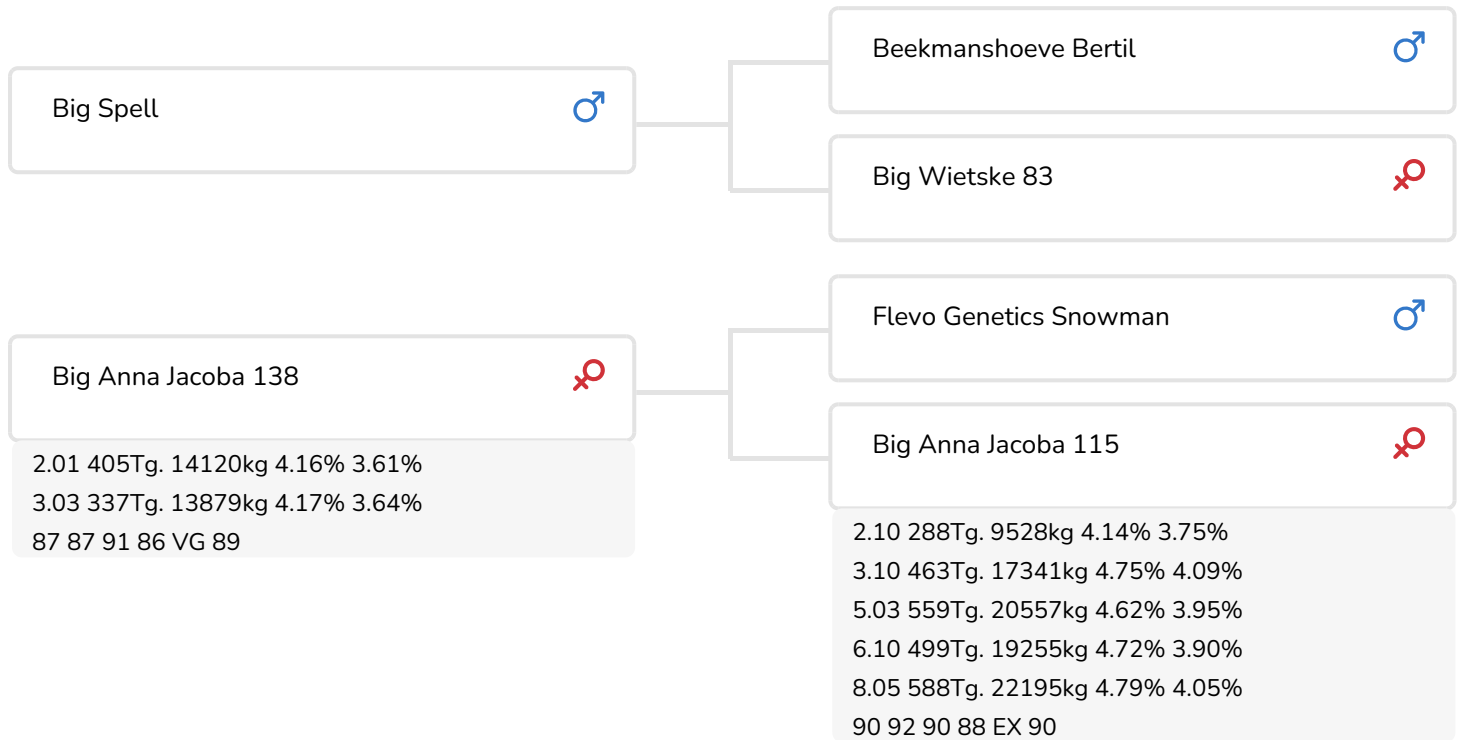 Big Spell
Beekmanshoeve Bertil
Big Wietske 83
Big Anna Jacoba 138
2.01 405Tg. 14120kg 4.16% 3.61%
3.03 337Tg. 13879kg 4.17% 3.64%
87 87 91 86 VG 89
Flevo Genetics Snowman
Big Anna Jacoba 115
2.10 288Tg. 9528kg 4.14% 3.75%
3.10 463Tg. 17341kg 4.75% 4.09%
5.03 559Tg. 20557kg 4.62% 3.95%
6.10 499Tg. 19255kg 4.72% 3.90%
8.05 588Tg. 22195kg 4.79% 4.05%
90 92 90 88 EX 90